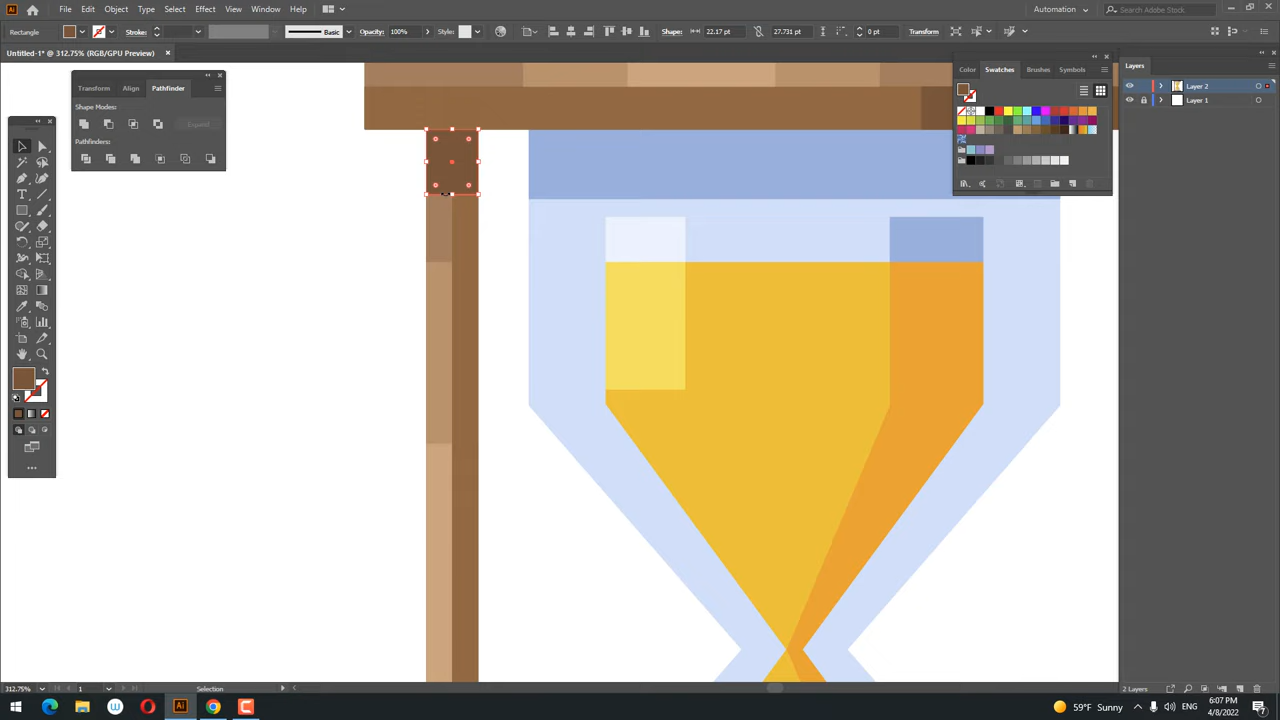 File Edit Object Type Select Effect View Window Help
Automation
Search Adobe Stock
Rectangle
Stroke:
Basic
Opacity: 100%
Style:
Shape: 22.17 pt
27.731 pt
0 pt
Transform
Untitled-1* @ 312.75% (RGB/GPU Preview)
Transform Align Pathfinder
Shape Modes:
Expand
Pathfinders:
Color Swatches Brushes Symbols
Layers
Layer 2
Layer 1
312.75%
1
Selection
2 Layers
59°F Sunny
ENG
6:07 PM
4/8/2022